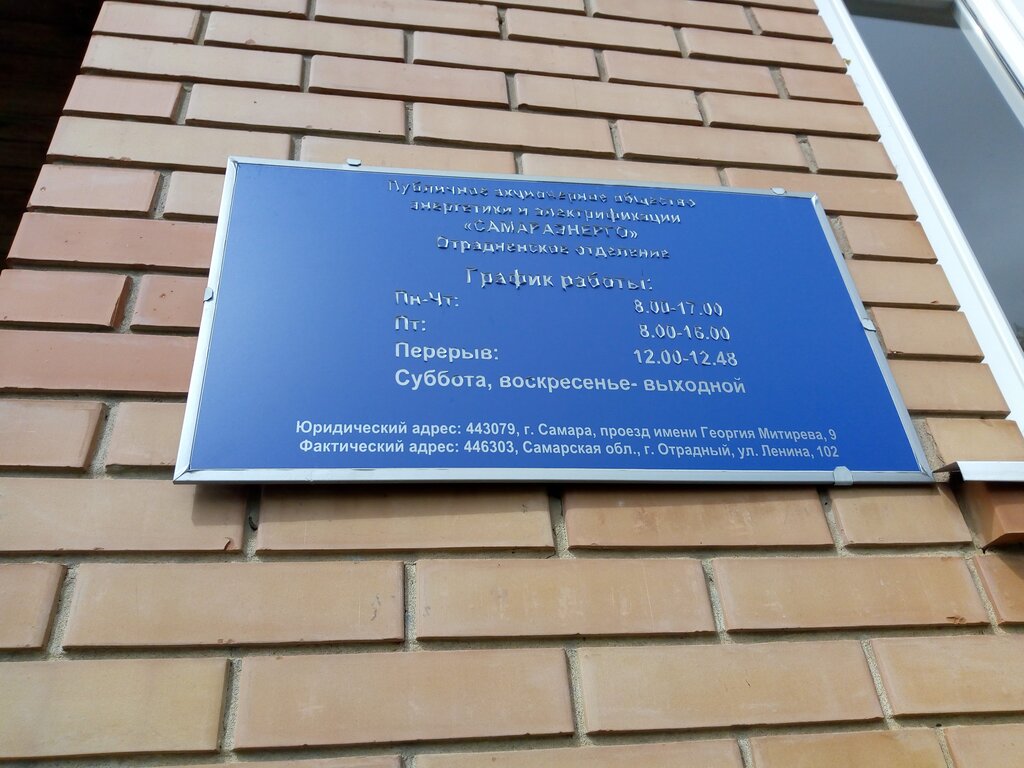 Публичное акционерное общество
энергетики и электрификации
«САМАРАЭНЕРГО»
Отрадненское отделение
График работы:
Пн-Чт: 8.00-17.00
Пт: 8.00-16.00
Перерыв: 12.00-12.48
Суббота, воскресенье- выходной
Юридический адрес: 443079, г. Самара, проезд имени Георгия Митирева, 9
Фактический адрес: 446303, Самарская обл., г. Отрадный, ул. Ленина, 102